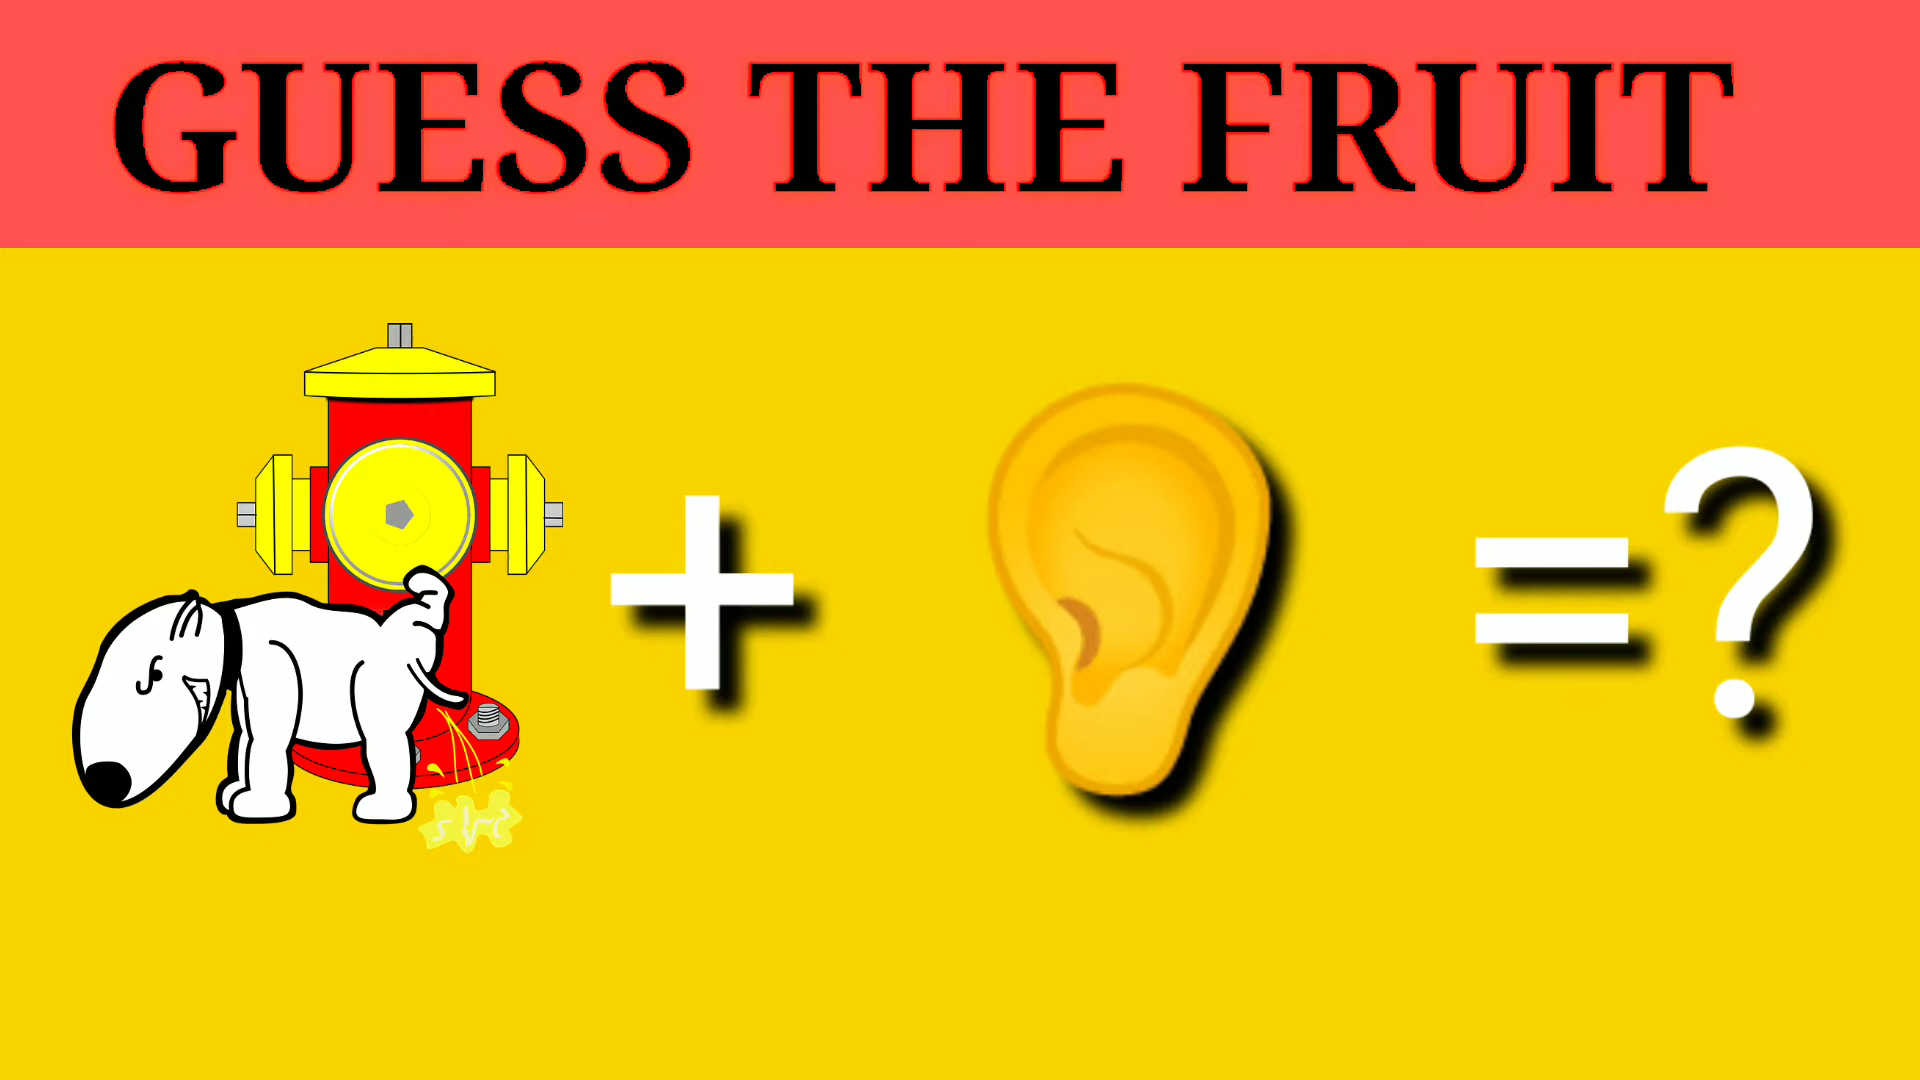 GUESS THE FRUIT
+ =?